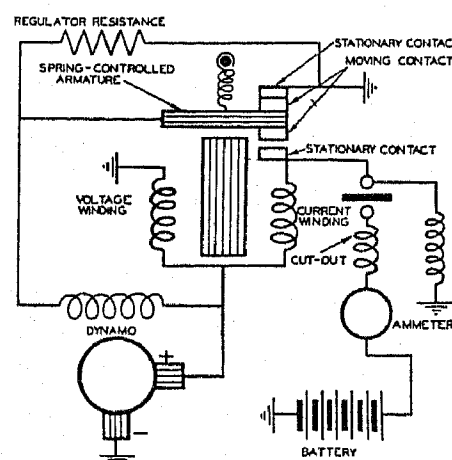 REGULATOR RESISTANCE
STATIONARY CONTACT
MOVING CONTACT
SPRING-CONTROLLED
ARMATURE
STATIONARY CONTACT
VOLTAGE
WINDING
CURRENT
WINDING
CUT-OUT
DYNAMO
AMMETER
+
-
BATTERY